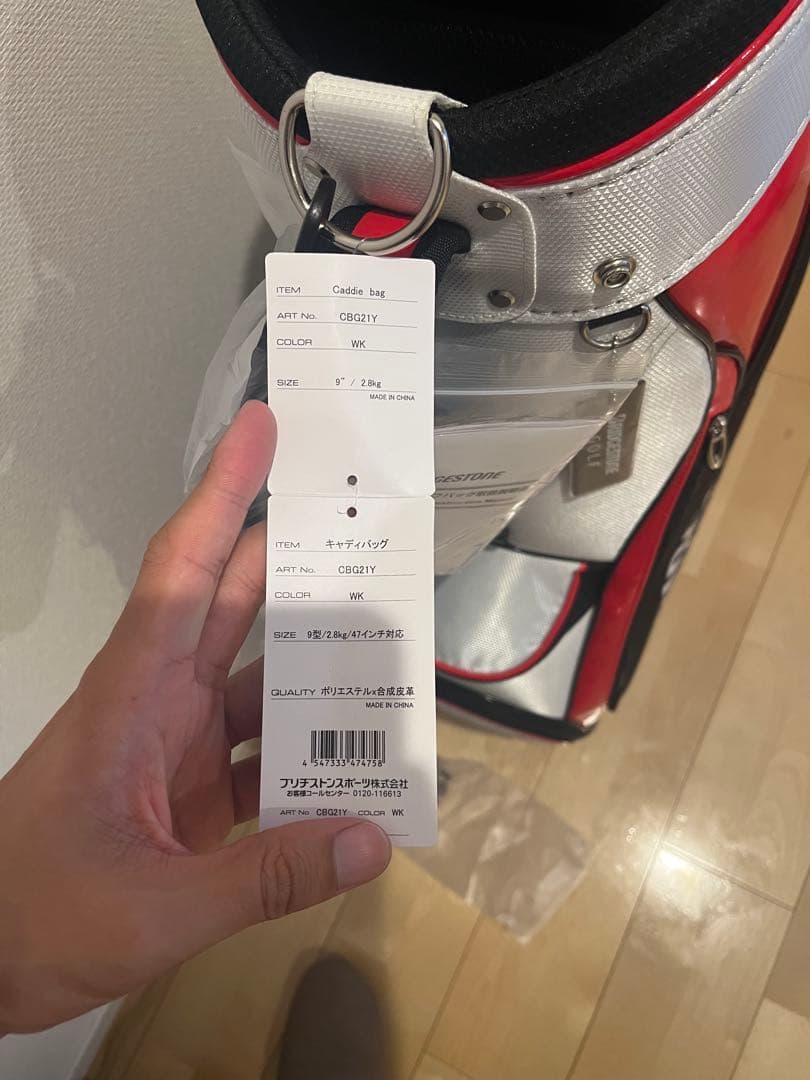 ITEM Caddie bag
ART No. CBG21Y
COLOR WK
SIZE 9" / 2.8kg
MADE IN CHINA
ITEM キャディバッグ
ART No. CBG21Y
COLOR WK
SIZE 9型/2.8kg/47インチ対応
QUALITY ポリエステル×合成皮革
MADE IN CHINA
4 547333 474758
ブリヂストンスポーツ株式会社
お客様コールセンター 0120-116613
ART No CBG21Y COLOR WK
GESTONE
GOLF